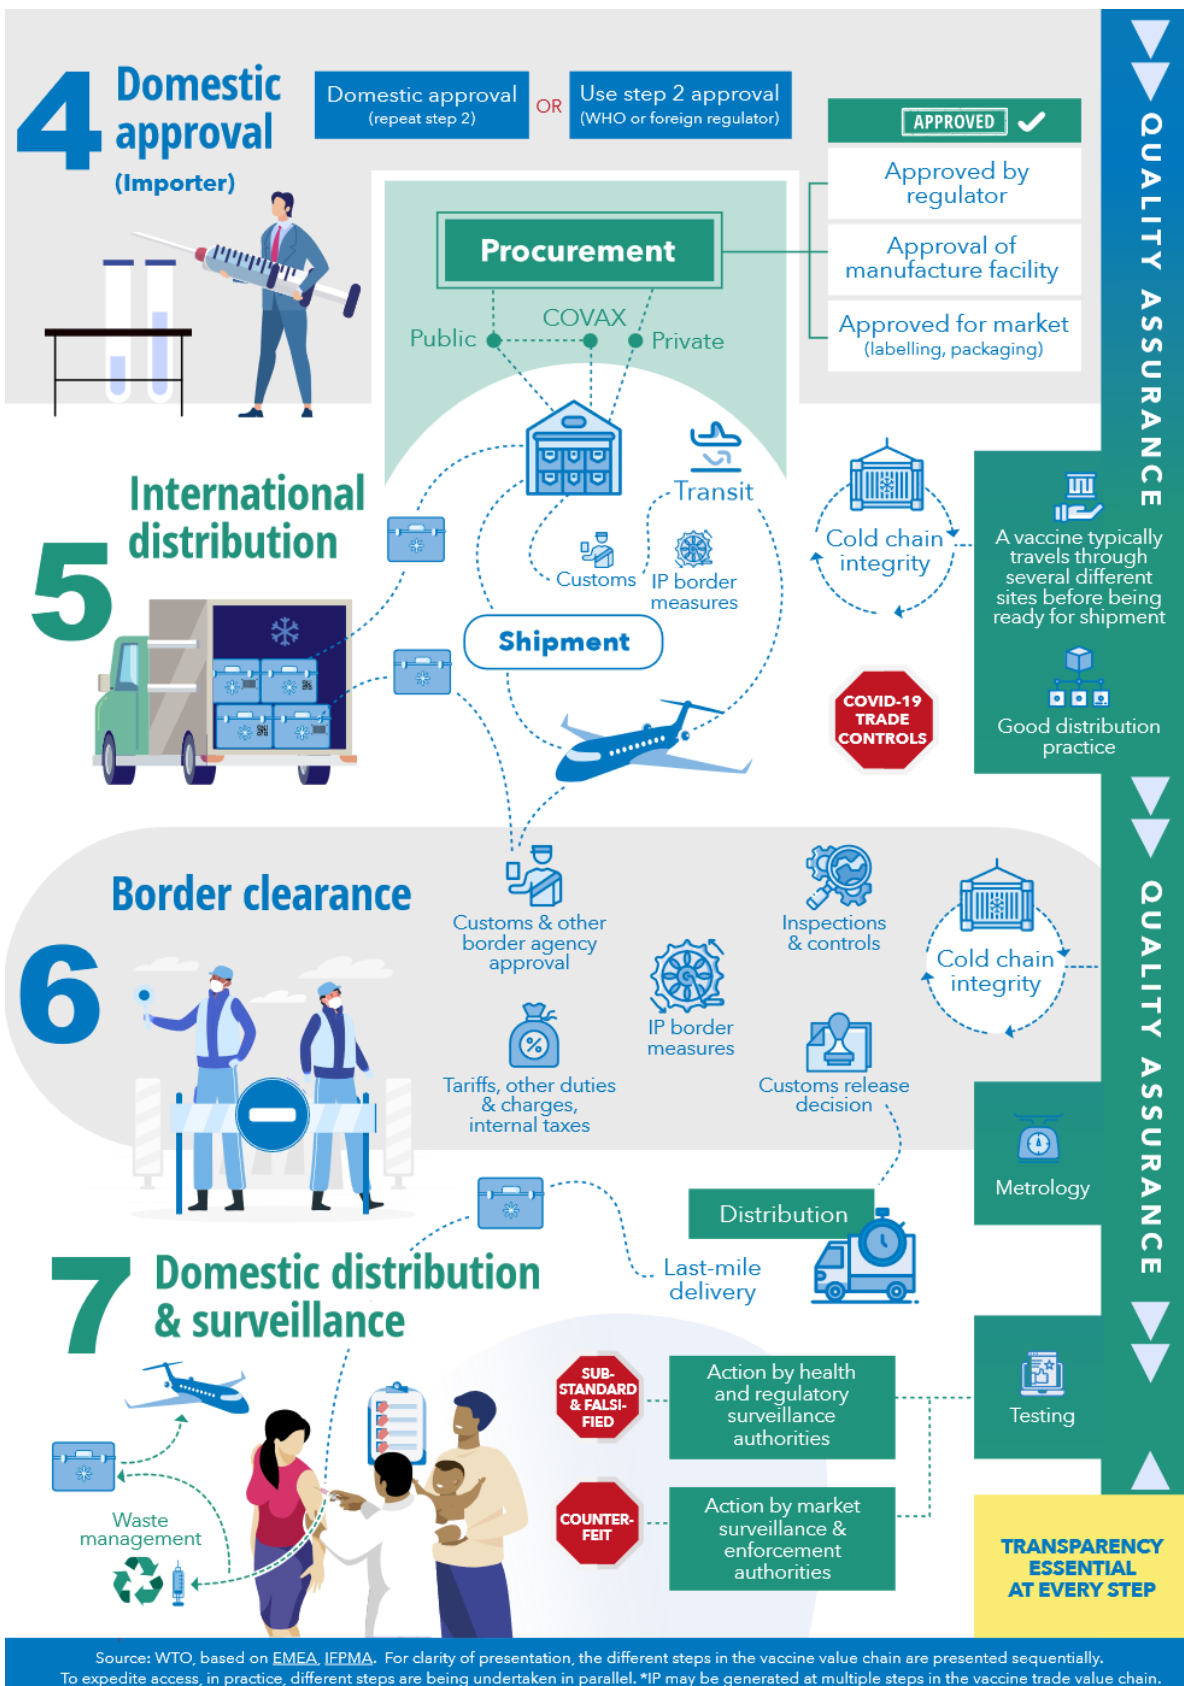 4
Domestic
approval
(Importer)
Domestic approval
(repeat step 2)
OR
Use step 2 approval
(WHO or foreign regulator)
APPROVED
Approved by
regulator
Approval of
manufacture facility
Approved for market
(labelling, packaging)
Procurement
Public
COVAX
Private
QUALITY ASSURANCE
5
International
distribution
Transit
Customs
IP border
measures
Shipment
Cold chain
integrity
COVID-19
TRADE
CONTROLS
A vaccine typically
travels through
several different
sites before being
ready for shipment
Good distribution
practice
6
Border clearance
Customs & other
border agency
approval
Inspections
& controls
IP border
measures
Cold chain
integrity
Tariffs, other duties
& charges,
internal taxes
%
Customs release
decision
QUALITY ASSURANCE
Metrology
7
Domestic distribution
& surveillance
Distribution
Last-mile
delivery
SUB-
STANDARD
& FALSI-
FIED
Action by health
and regulatory
surveillance
authorities
Testing
COUNTER-
FEIT
Action by market
surveillance &
enforcement
authorities
Waste
management
TRANSPARENCY
ESSENTIAL
AT EVERY STEP
Source: WTO, based on EMEA, IFPMA. For clarity of presentation, the different steps in the vaccine value chain are presented sequentially.
To expedite access, in practice, different steps are being undertaken in parallel. *IP may be generated at multiple steps in the vaccine trade value chain.